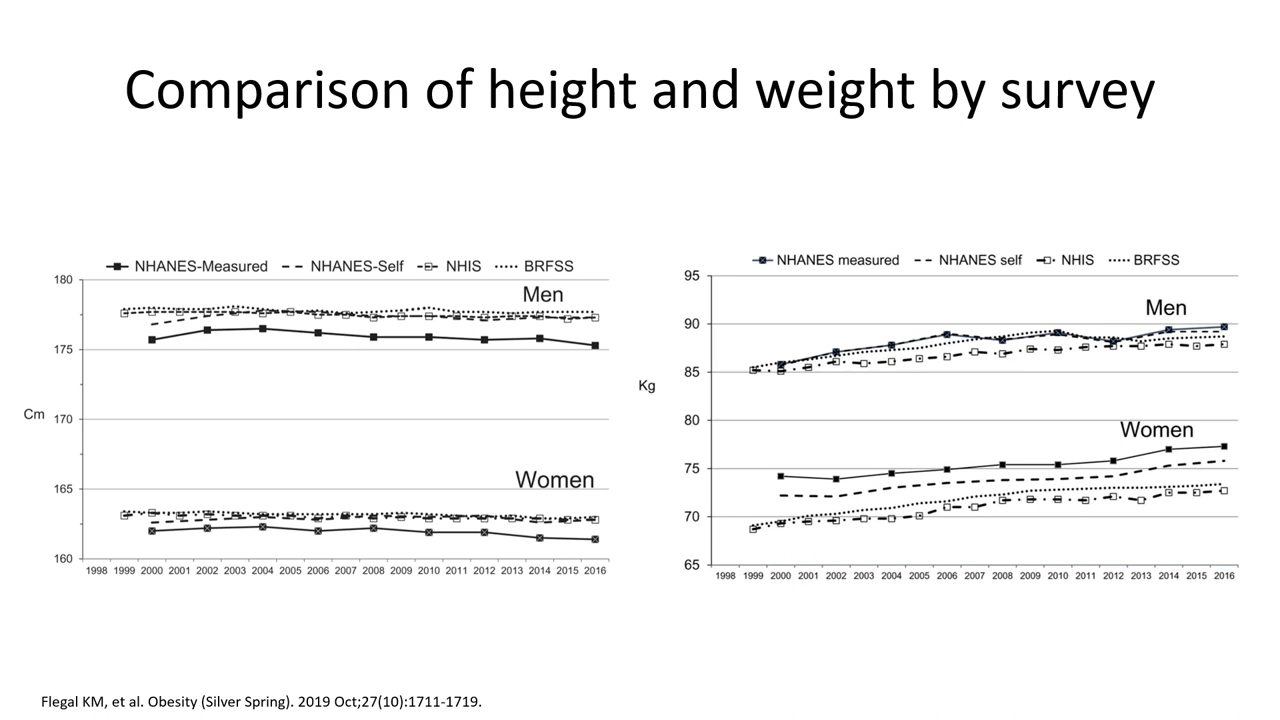 Comparison of height and weight by survey
NHANES-Measured NHANES-Self NHIS BRFSS
180
Men
175
Cm
170
Women
165
160
1998 1999 2000 2001 2002 2003 2004 2005 2006 2007 2008 2009 2010 2011 2012 2013 2014 2015 2016
NHANES measured NHANES self NHIS BRFSS
95
Men
90
85
Kg
80
Women
75
70
65
1998 1999 2000 2001 2002 2003 2004 2005 2006 2007 2008 2009 2010 2011 2012 2013 2014 2015 2016
Flegal KM, et al. Obesity (Silver Spring). 2019 Oct;27(10):1711-1719.